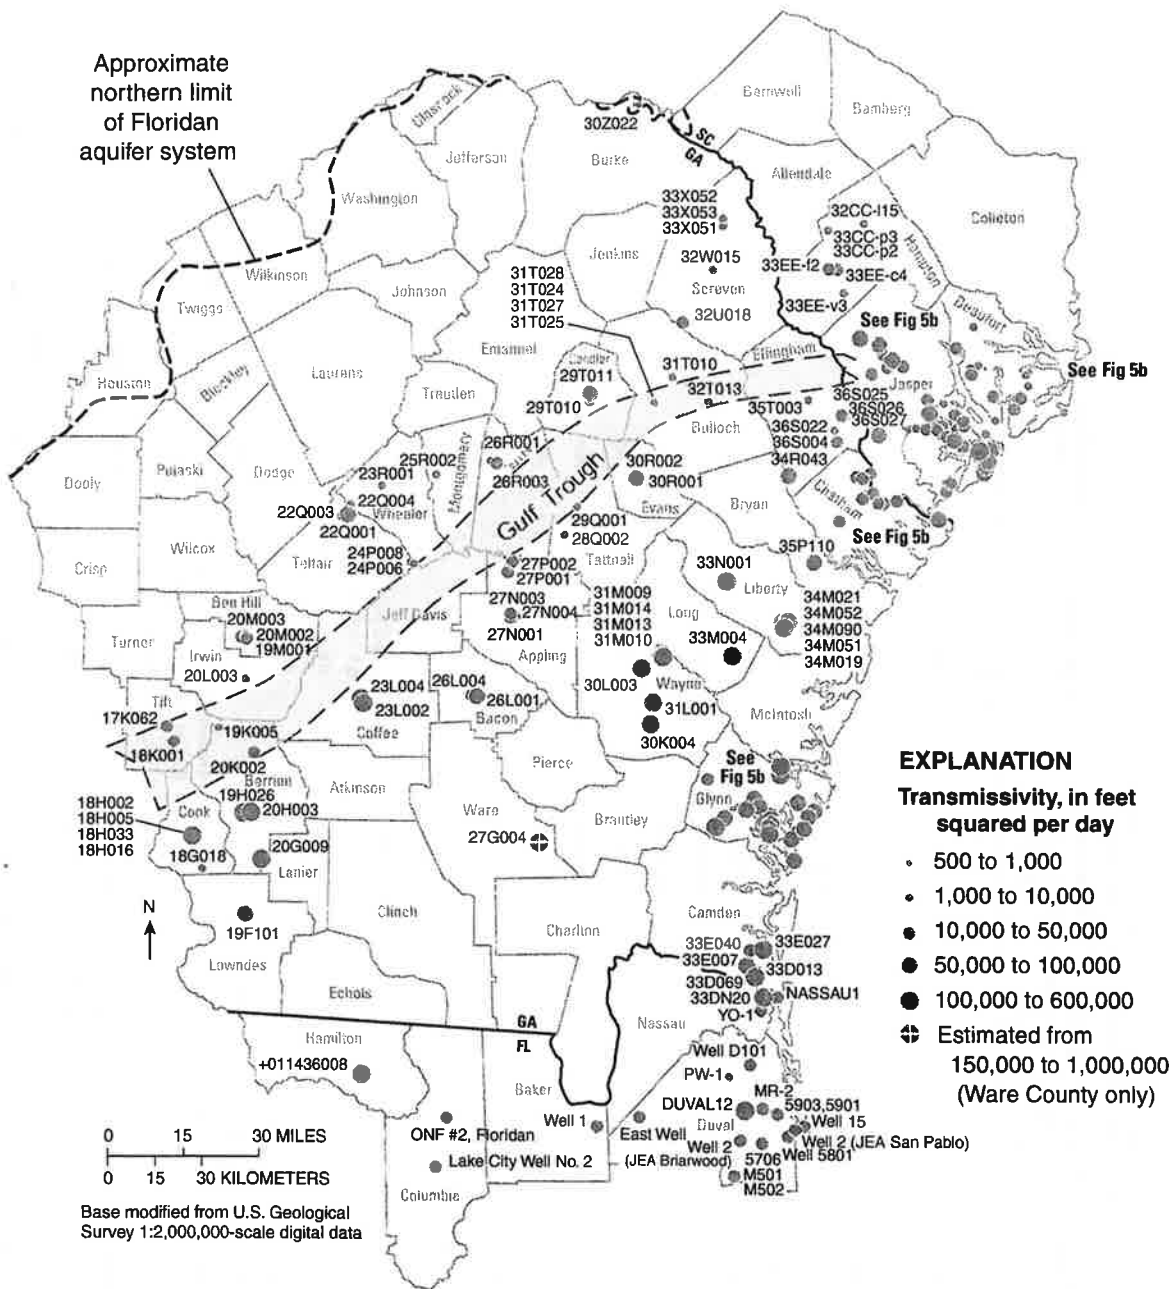 Approximate
northern limit
of Floridan
aquifer system
Glascock
Jefferson
Washington
Wilkinson
Twiggs
Johnson
Houston
Bleckley
Laurens
Emanuel
Treutlen
Dooly
Pulaski
Dodge
Montgomery
Wheeler
Wilcox
Telfair
Crisp
Turner
Ben Hill
Irwin
Tift
Jeff Davis
Coffee
Bacon
Appling
Tattnall
Evans
Candler
Bulloch
Bryan
Jenkins
Burke
Screven
Effingham
Barnwell
Bamberg
Allendale
Hampton
Colleton
Beaufort
Jasper
Chatham
Liberty
Long
Wayne
McIntosh
Glynn
Pierce
Brantley
Ware
Atkinson
Berrien
Cook
Lanier
Clinch
Lowndes
Echols
Charlton
Camden
Nassau
Hamilton
Baker
Columbia
Duval
SC
GA
GA
FL
Gulf Trough
30Z022
33X052
33X053
33X051
32W015
32U018
32CC-I15
33CC-p3
33CC-p2
33EE-f2
33EE-c4
33EE-v3
See Fig 5b
See Fig 5b
See Fig 5b
See
Fig 5b
31T028
31T024
31T027
31T025
29T011
29T010
31T010
32T013
35T003
36S025
36S026
36S027
36S022
36S004
34R043
26R001
26R003
25R002
23R001
22Q004
22Q003
22Q001
30R002
30R001
29Q001
28Q002
24P008
24P006
27P002
27P001
27N003
27N004
27N001
35P110
33N001
31M009
31M014
31M013
31M010
33M004
34M021
34M052
34M090
34M051
34M019
20M003
20M002
19M001
20L003
23L004
23L002
26L004
26L001
30L003
31L001
30K004
17K062
18K001
19K005
20K002
19H026
20H003
18H002
18H005
18H033
18H016
18G018
20G009
27G004
19F101
33E040
33E027
33E007
33D013
33D069
33DN20
NASSAU1
YO-1
Well D101
PW-1
MR-2
DUVAL12
5903,5901
Well 15
Well 2 (JEA San Pablo)
Well 5801
Well 1
East Well
Well 2
(JEA Briarwood)
5706
M501
M502
+011436008
ONF #2, Floridan
Lake City Well No. 2
N
0 15 30 MILES
0 15 30 KILOMETERS
Base modified from U.S. Geological
Survey 1:2,000,000-scale digital data
EXPLANATION
Transmissivity, in feet
squared per day
500 to 1,000
1,000 to 10,000
10,000 to 50,000
50,000 to 100,000
100,000 to 600,000
Estimated from
150,000 to 1,000,000
(Ware County only)